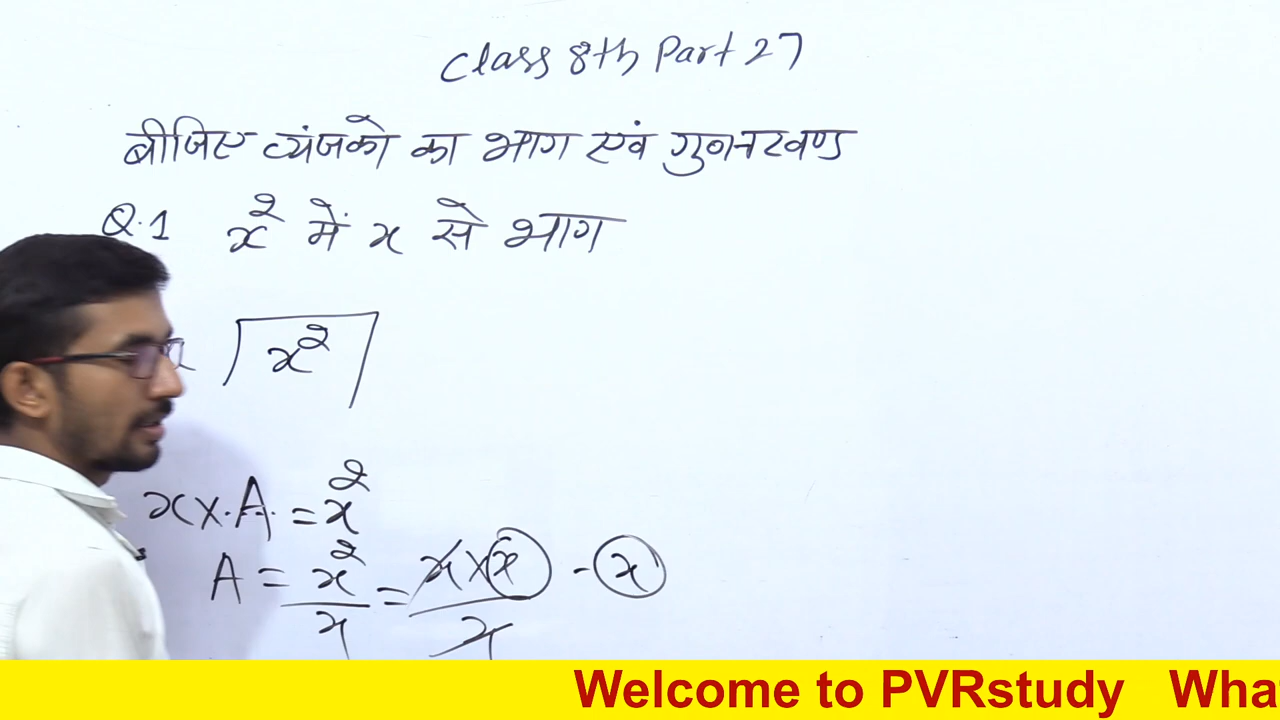 Class 8th Part 27
बीजिए व्यंजको का भाग एवं गुणनखण्ड
Q.1 x² में x से भाग
x²
x × . A . = x²
A = x²/x = x × x/x - x
Welcome to PVRstudy